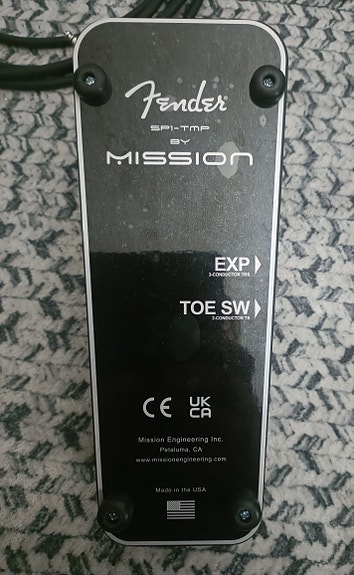 Fender
SP1-TMP
BY
MISSION
EXP
3-CONDUCTOR TRS
TOE SW
2-CONDUCTOR TS
CE UK
CA
Mission Engineering Inc.
Petaluma, CA
www.missionengineering.com
Made in the USA